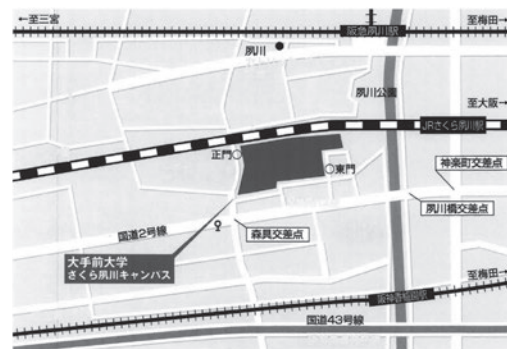 ←至三宮
至梅田→
阪急夙川駅
夙川
夙川公園
至大阪→
JRさくら夙川駅
正門
東門
神楽町交差点
夙川橋交差点
国道2号線
森具交差点
大手前大学
さくら夙川キャンパス
至梅田→
阪神香櫨園駅
国道43号線